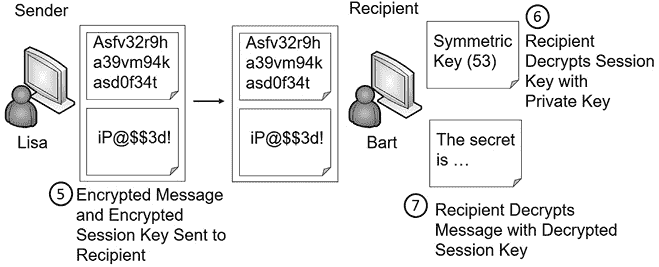 Sender
Asfv32r9h
a39vm94k
asd0f34t
iP@$$3d!
Lisa
5 Encrypted Message
and Encrypted
Session Key Sent to
Recipient
Asfv32r9h
a39vm94k
asd0f34t
iP@$$3d!
Recipient
Bart
Symmetric
Key (53)
6 Recipient
Decrypts Session
Key with
Private Key
The secret
is ...
7 Recipient Decrypts
Message with Decrypted
Session Key